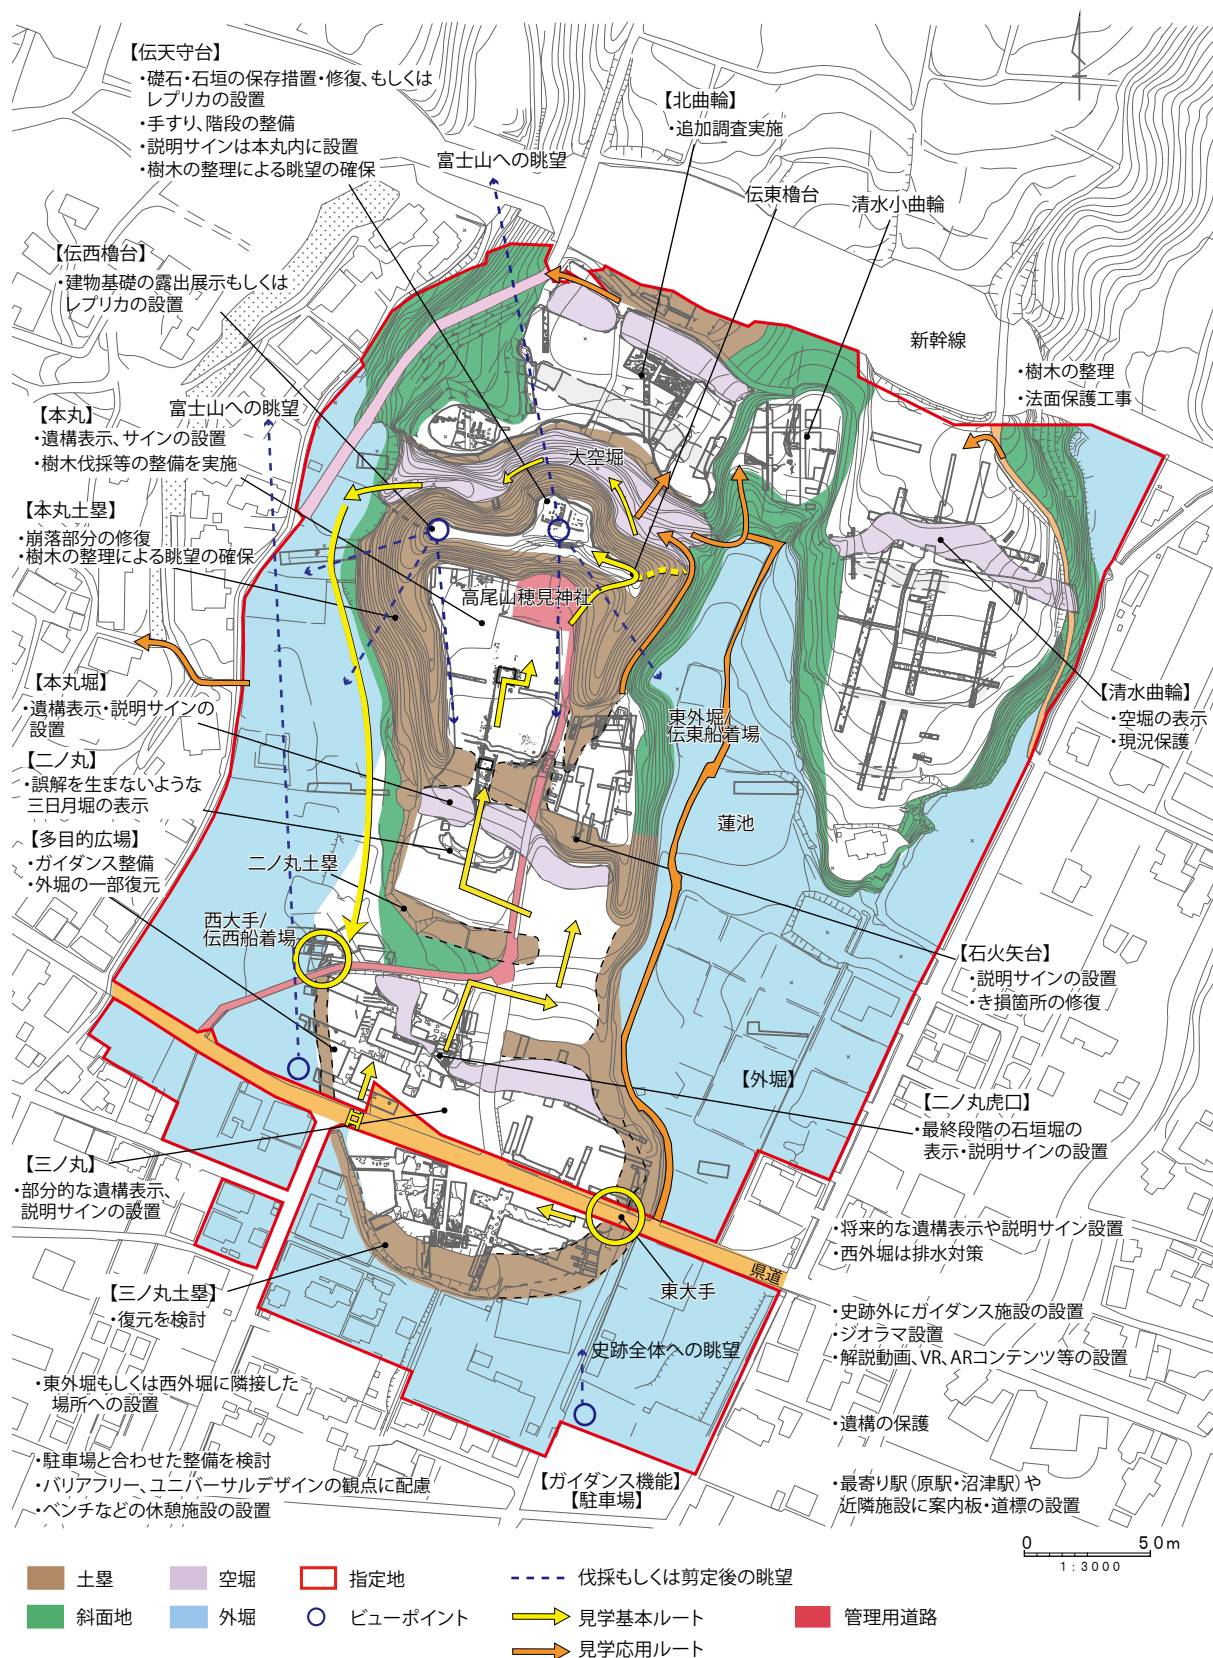 【伝天守台】
・礎石・石垣の保存措置・修復、もしくは
レプリカの設置
・手すり、階段の整備
・説明サインは本丸内に設置
・樹木の整理による眺望の確保
富士山への眺望
【北曲輪】
・追加調査実施
伝東櫓台
清水小曲輪
【伝西櫓台】
・建物基礎の露出展示もしくは
レプリカの設置
新幹線
・樹木の整理
・法面保護工事
富士山への眺望
【本丸】
・遺構表示、サインの設置
・樹木伐採等の整備を実施
大空堀
【本丸土塁】
・崩落部分の修復
・樹木の整理による眺望の確保
高尾山穂見神社
【本丸堀】
・遺構表示・説明サインの
設置
東外堀/
伝東船着場
【清水曲輪】
・空堀の表示
・現況保護
【二ノ丸】
・誤解を生まないような
三日月堀の表示
蓮池
【多目的広場】
・ガイダンス整備
・外堀の一部復元
二ノ丸土塁
西大手/
伝西船着場
【石火矢台】
・説明サインの設置
・き損箇所の修復
【外堀】
【二ノ丸虎口】
・最終段階の石垣堀の
表示・説明サインの設置
【三ノ丸】
・部分的な遺構表示、
説明サインの設置
・将来的な遺構表示や説明サイン設置
・西外堀は排水対策
県道
東大手
【三ノ丸土塁】
・復元を検討
・史跡外にガイダンス施設の設置
・ジオラマ設置
・解説動画、VR、ARコンテンツ等の設置
史跡全体への眺望
・東外堀もしくは西外堀に隣接した
場所への設置
・遺構の保護
・駐車場と合わせた整備を検討
・バリアフリー、ユニバーサルデザインの観点に配慮
・ベンチなどの休憩施設の設置
【ガイダンス機能】
【駐車場】
・最寄り駅(原駅・沼津駅)や
近隣施設に案内板・道標の設置
0 50m
1:3000
土塁
空堀
指定地
伐採もしくは剪定後の眺望
斜面地
外堀
ビューポイント
見学基本ルート
管理用道路
見学応用ルート